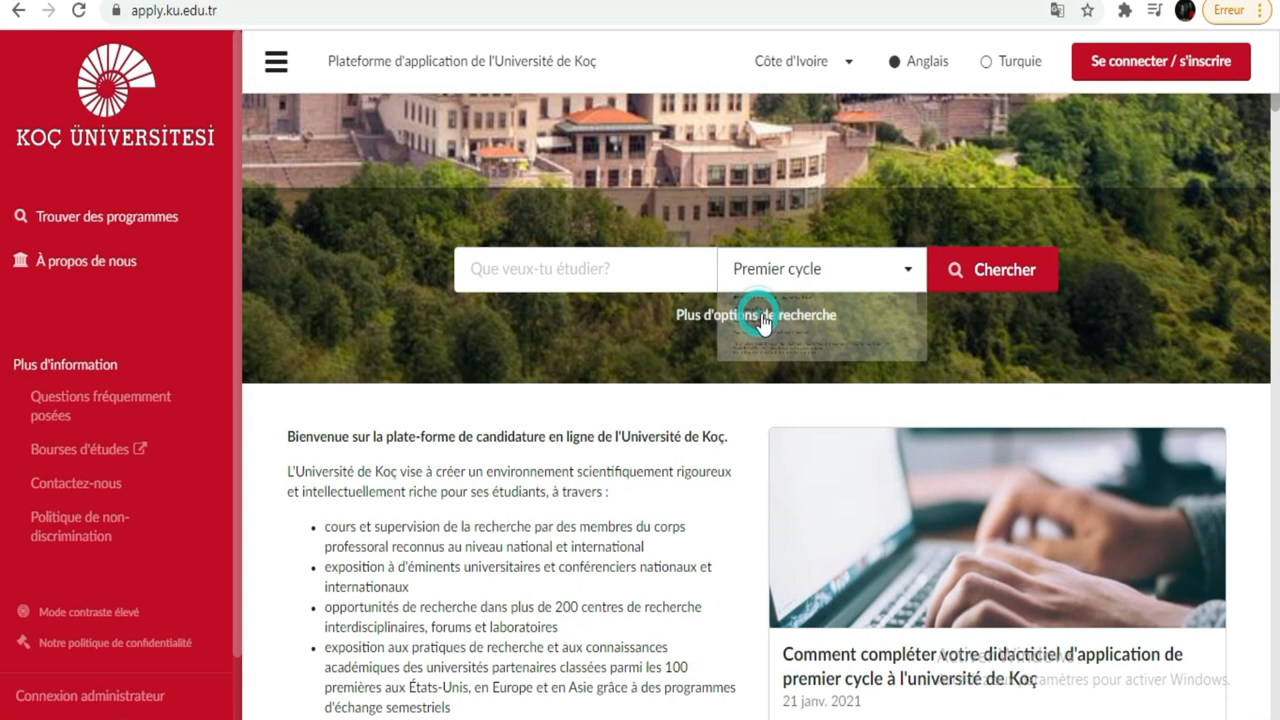 apply.ku.edu.tr
Erreur
KOÇ ÜNİVERSİTESİ
Trouver des programmes
À propos de nous
Plus d'information
Questions fréquemment
posées
Bourses d'études
Contactez-nous
Politique de non-
discrimination
Mode contraste élevé
Notre politique de confidentialité
Connexion administrateur
Plateforme d'application de l'Université de Koç
Côte d'Ivoire
Anglais
Turquie
Se connecter / s'inscrire
Que veux-tu étudier?
Premier cycle
Chercher
Plus d'options de recherche
Bienvenue sur la plate-forme de candidature en ligne de l'Université de Koç.
L'Université de Koç vise à créer un environnement scientifiquement rigoureux
et intellectuellement riche pour ses étudiants, à travers :
cours et supervision de la recherche par des membres du corps
professoral reconnus au niveau national et international
exposition à d'éminents universitaires et conférenciers nationaux et
internationaux
opportunités de recherche dans plus de 200 centres de recherche
interdisciplinaires, forums et laboratoires
exposition aux pratiques de recherche et aux connaissances
académiques des universités partenaires classées parmi les 100
premières aux États-Unis, en Europe et en Asie grâce à des programmes
d'échange semestriels
Comment compléter votre didacticiel d'application de
premier cycle à l'université de Koç
21 janv. 2021
paramètres pour activer Windows.